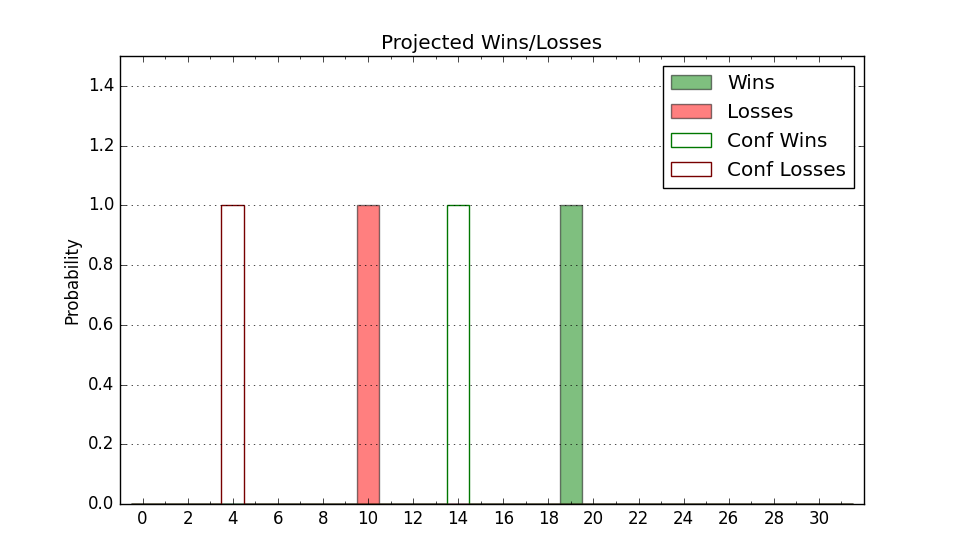 Projected Wins/Losses
Wins
Losses
Conf Wins
Conf Losses
Probability
1.4
1.2
1.0
0.8
0.6
0.4
0.2
0.0
0 2 4 6 8 10 12 14 16 18 20 22 24 26 28 30